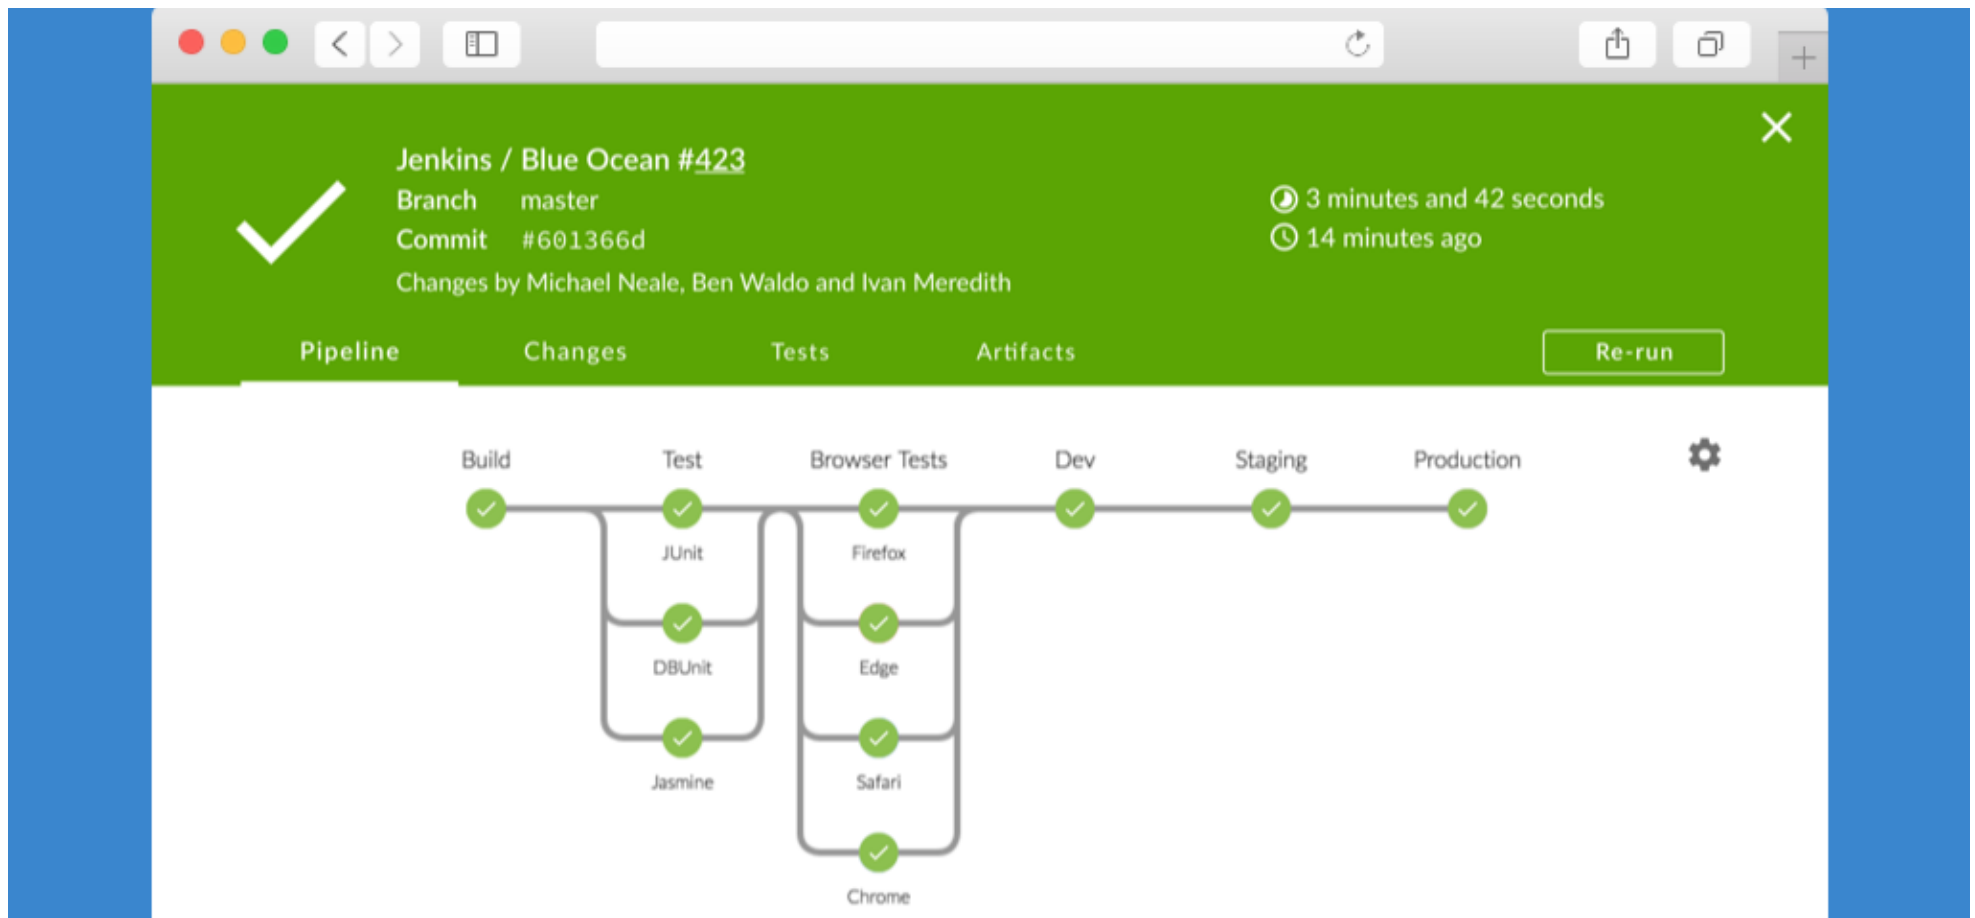 Jenkins / Blue Ocean #423
Branch master
Commit #601366d
Changes by Michael Neale, Ben Waldo and Ivan Meredith
3 minutes and 42 seconds
14 minutes ago
Pipeline Changes Tests Artifacts Re-run
Build Test Browser Tests Dev Staging Production
JUnit Firefox
DBUnit Edge
Jasmine Safari
Chrome